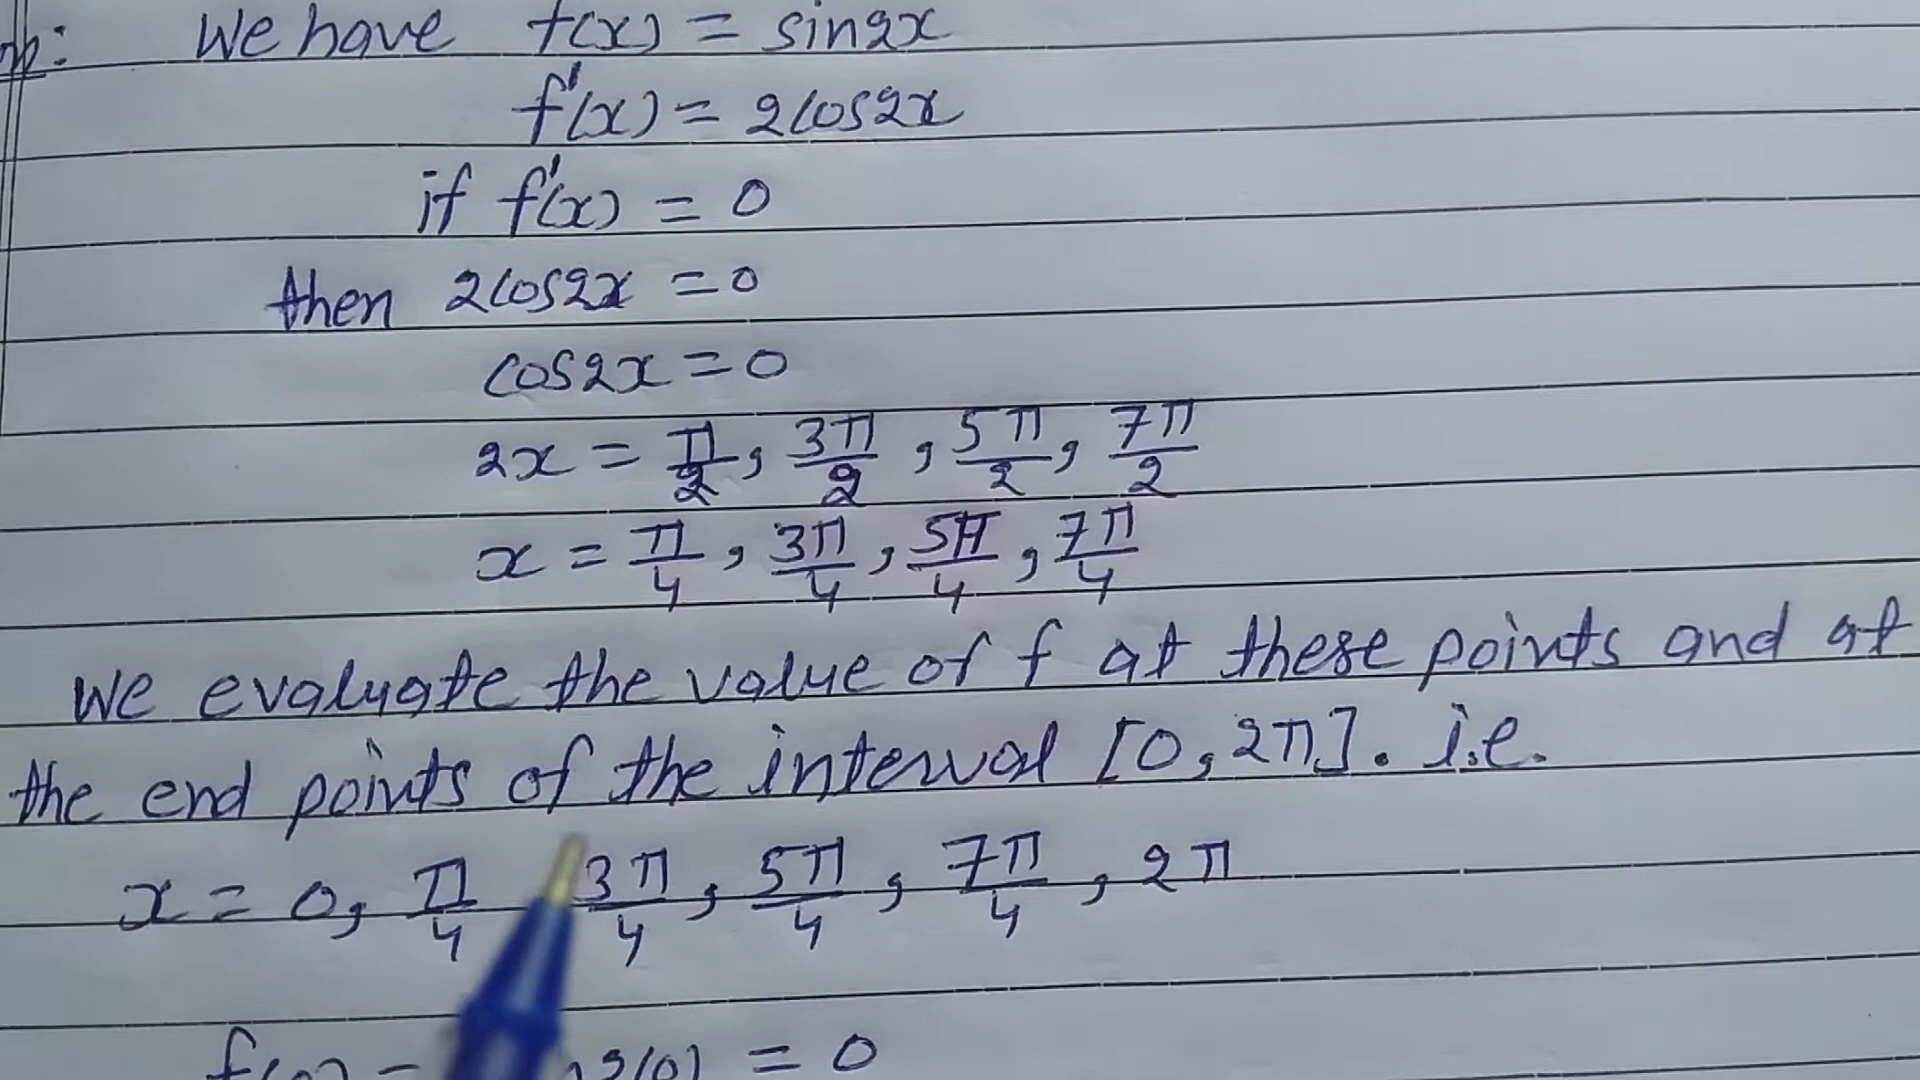 We have f(x) = sin2x
f'(x) = 2cos2x
if f'(x) = 0
then 2cos2x = 0
cos2x = 0
2x = π/2, 3π/2, 5π/2, 7π/2
x = π/4, 3π/4, 5π/4, 7π/4
We evaluate the value of f at these points and at
the end points of the interval [0, 2π]. i.e.
x = 0, π/4 3π/4, 5π/4, 7π/4, 2π
= 0